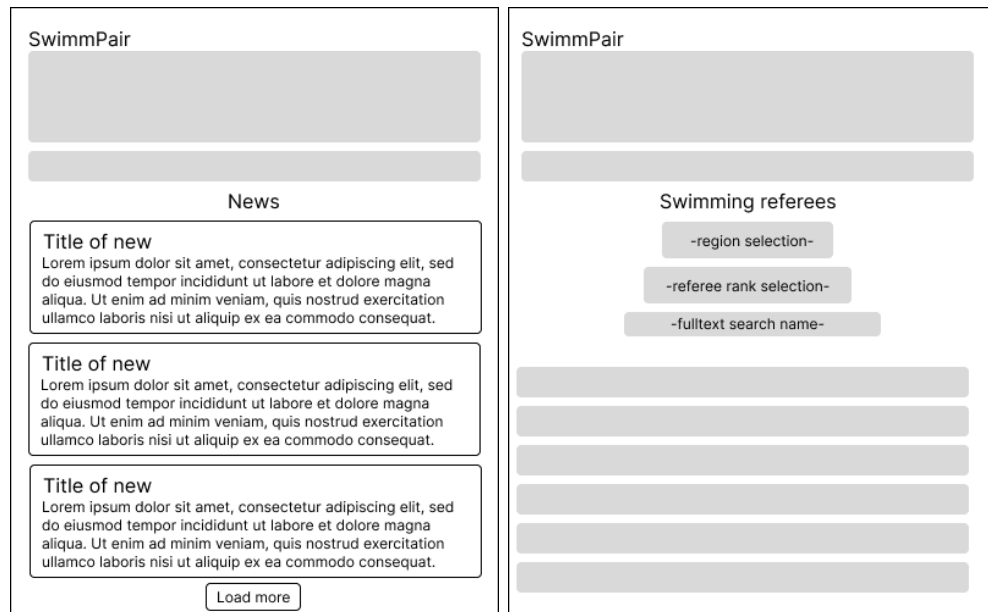 SwimmPair
News
Title of new
Lorem ipsum dolor sit amet, consectetur adipiscing elit, sed
do eiusmod tempor incididunt ut labore et dolore magna
aliqua. Ut enim ad minim veniam, quis nostrud exercitation
ullamco laboris nisi ut aliquip ex ea commodo consequat.
Title of new
Lorem ipsum dolor sit amet, consectetur adipiscing elit, sed
do eiusmod tempor incididunt ut labore et dolore magna
aliqua. Ut enim ad minim veniam, quis nostrud exercitation
ullamco laboris nisi ut aliquip ex ea commodo consequat.
Title of new
Lorem ipsum dolor sit amet, consectetur adipiscing elit, sed
do eiusmod tempor incididunt ut labore et dolore magna
aliqua. Ut enim ad minim veniam, quis nostrud exercitation
ullamco laboris nisi ut aliquip ex ea commodo consequat.
Load more
SwimmPair
Swimming referees
-region selection-
-referee rank selection-
-fulltext search name-